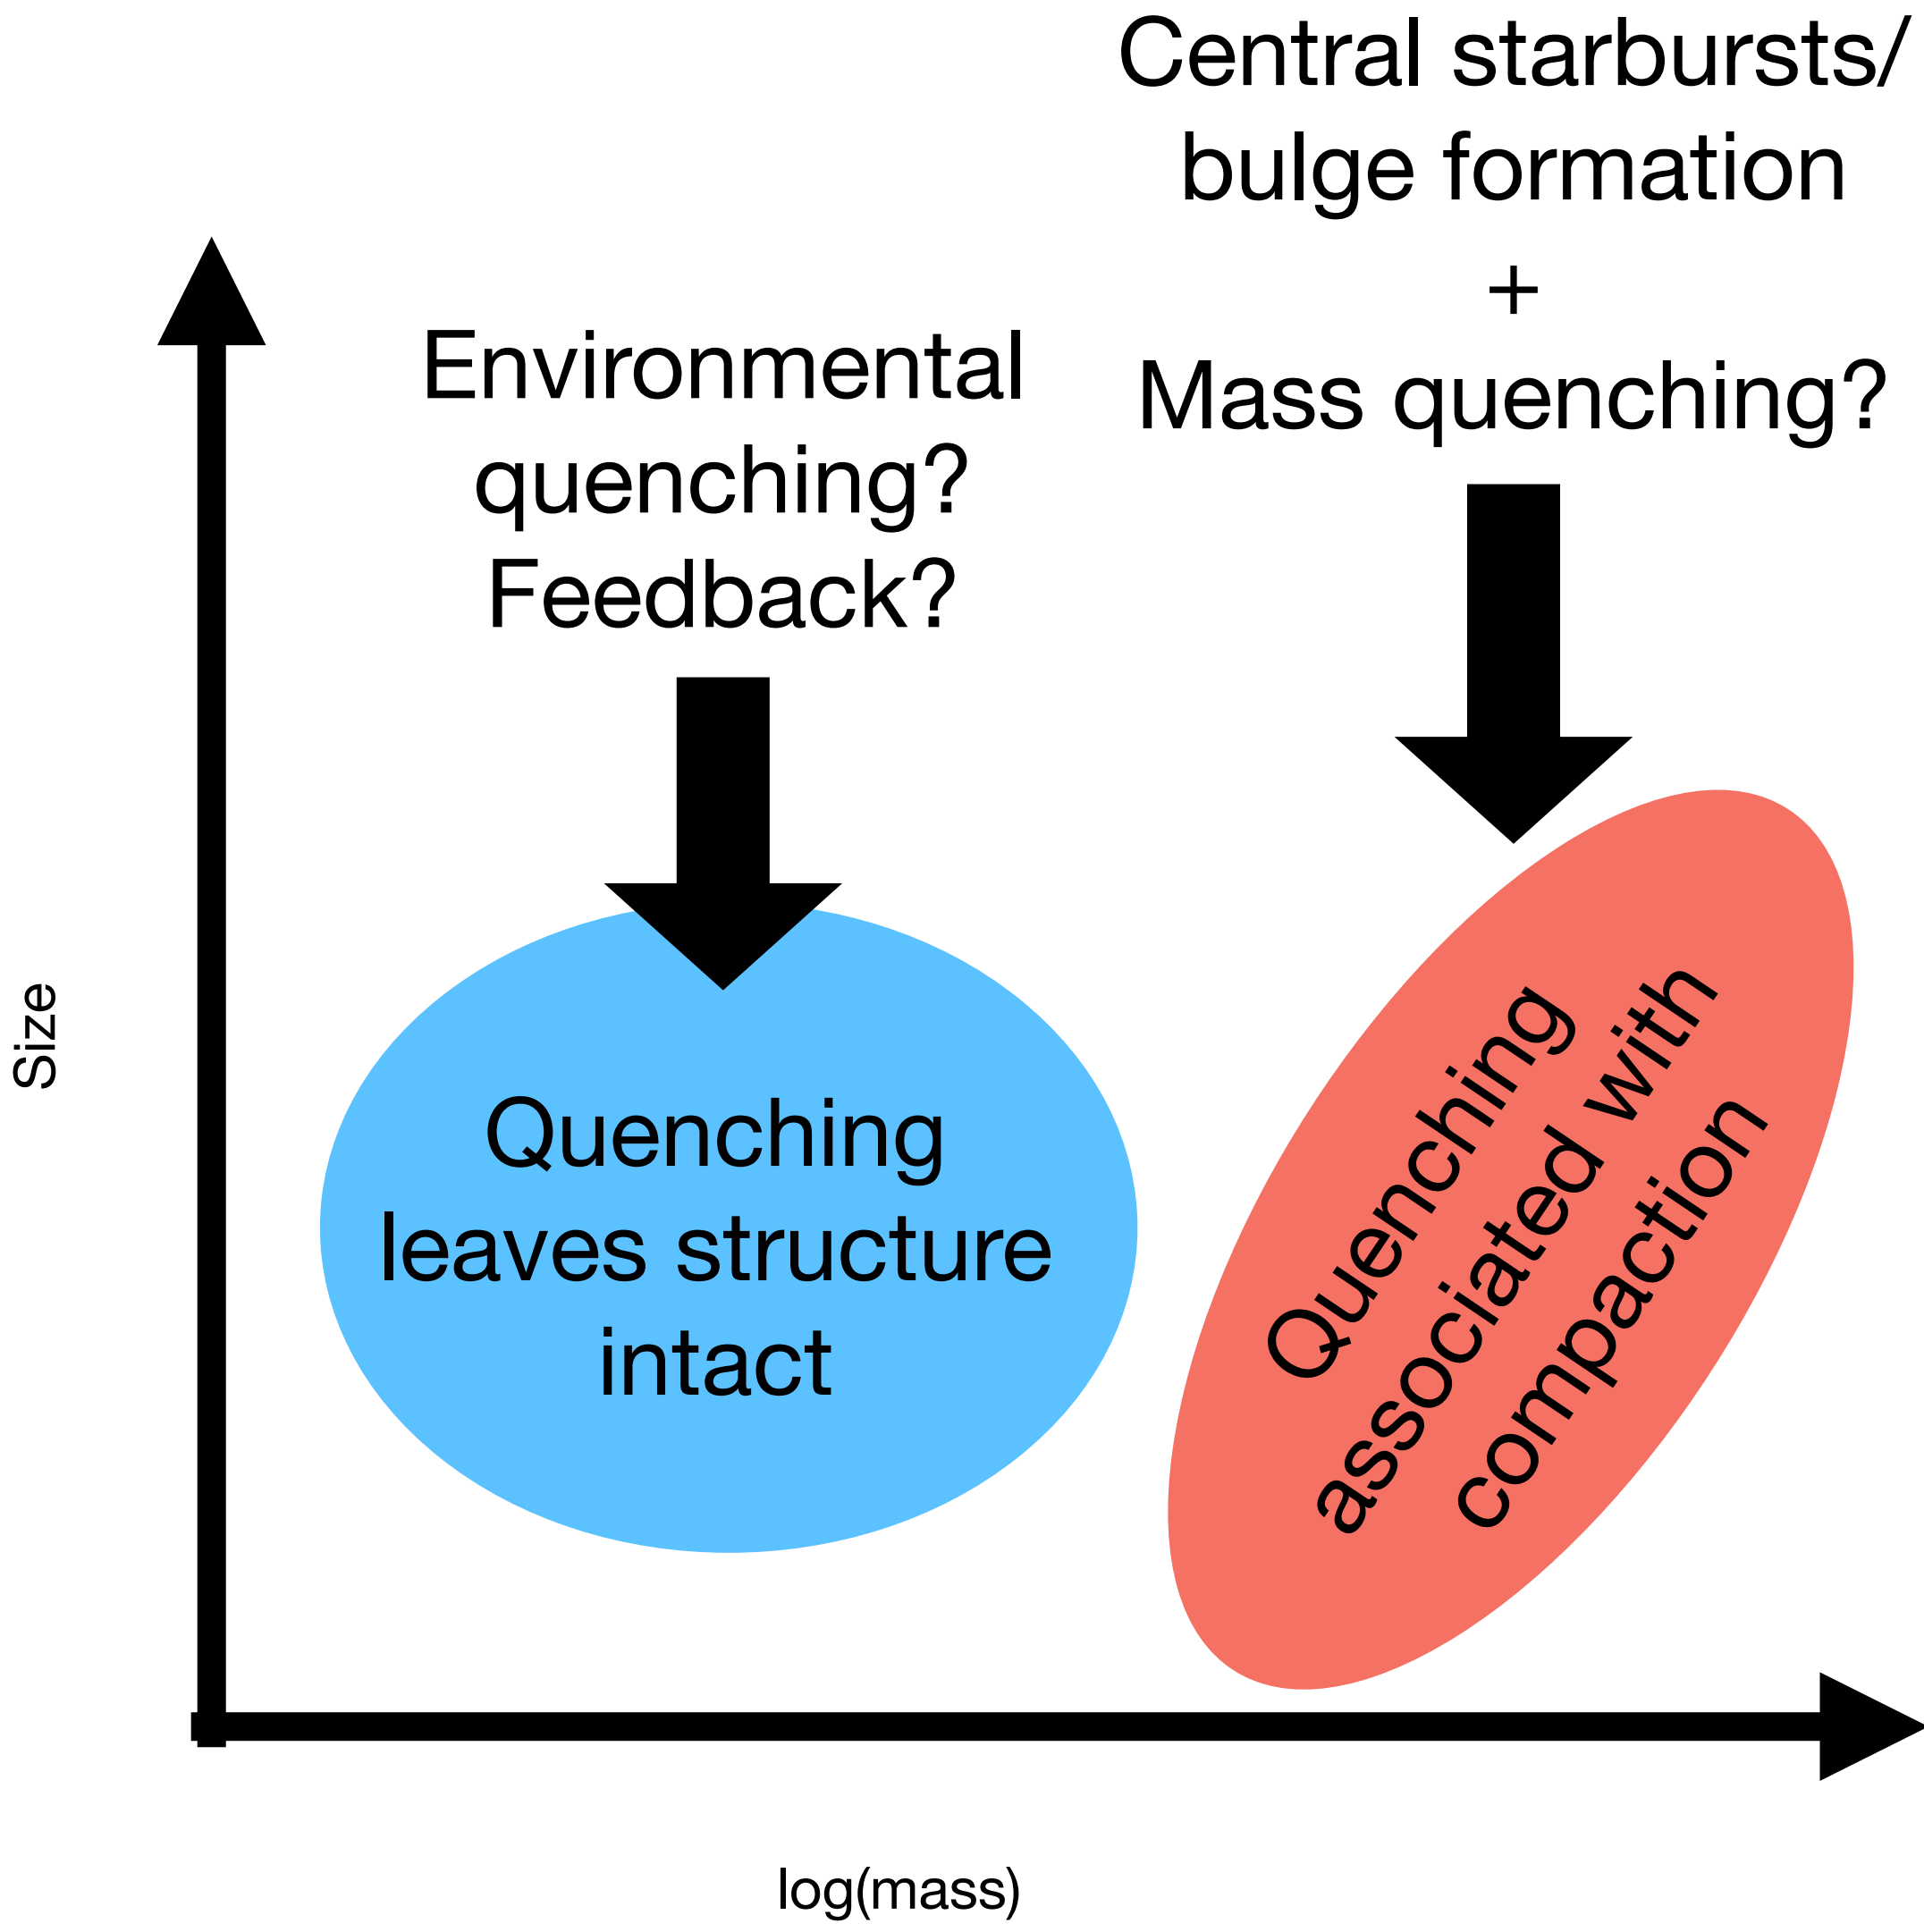 Central starbursts/
bulge formation
+
Mass quenching?
Environmental
quenching?
Feedback?
Size
Quenching
leaves structure
intact
Quenching
associated with
compaction
log(mass)